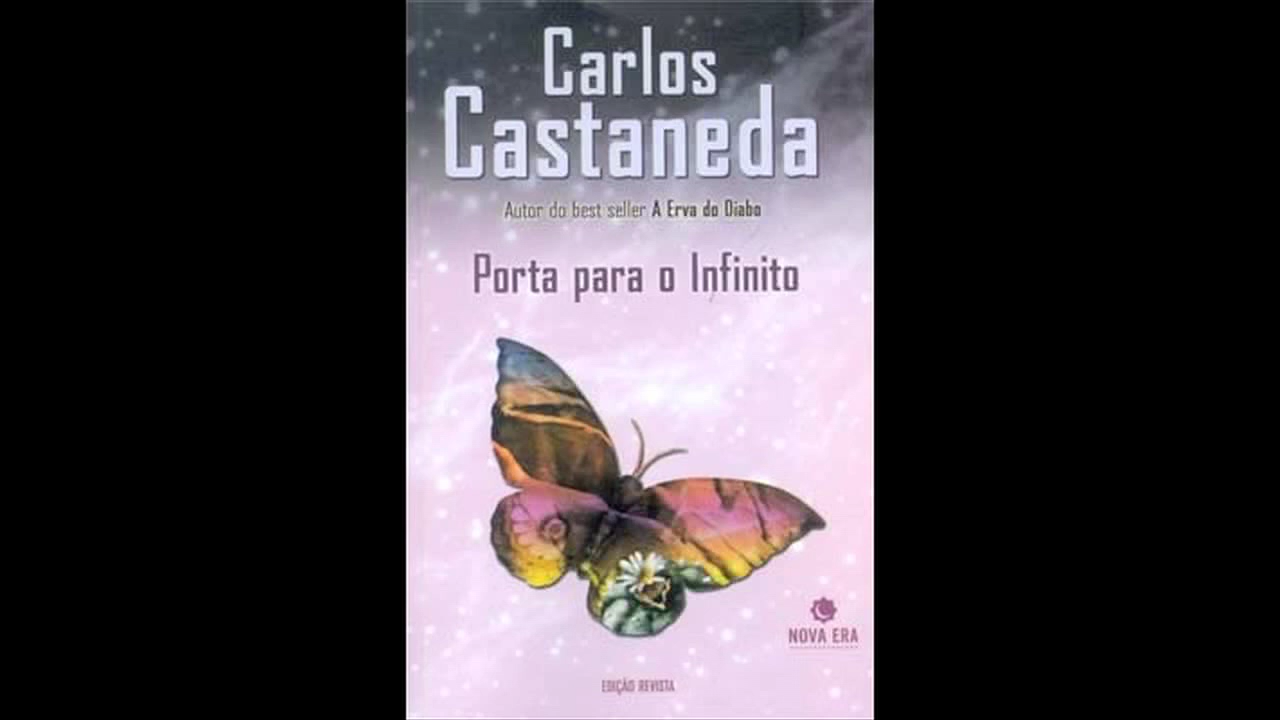 Carlos
Castaneda
Autor do best seller A Erva do Diabo
Porta para o Infinito
NOVA ERA
EDIÇÃO REVISTA